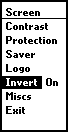 Screen
Contrast
Protection
Saver
Logo
Invert On
Miscs
Exit